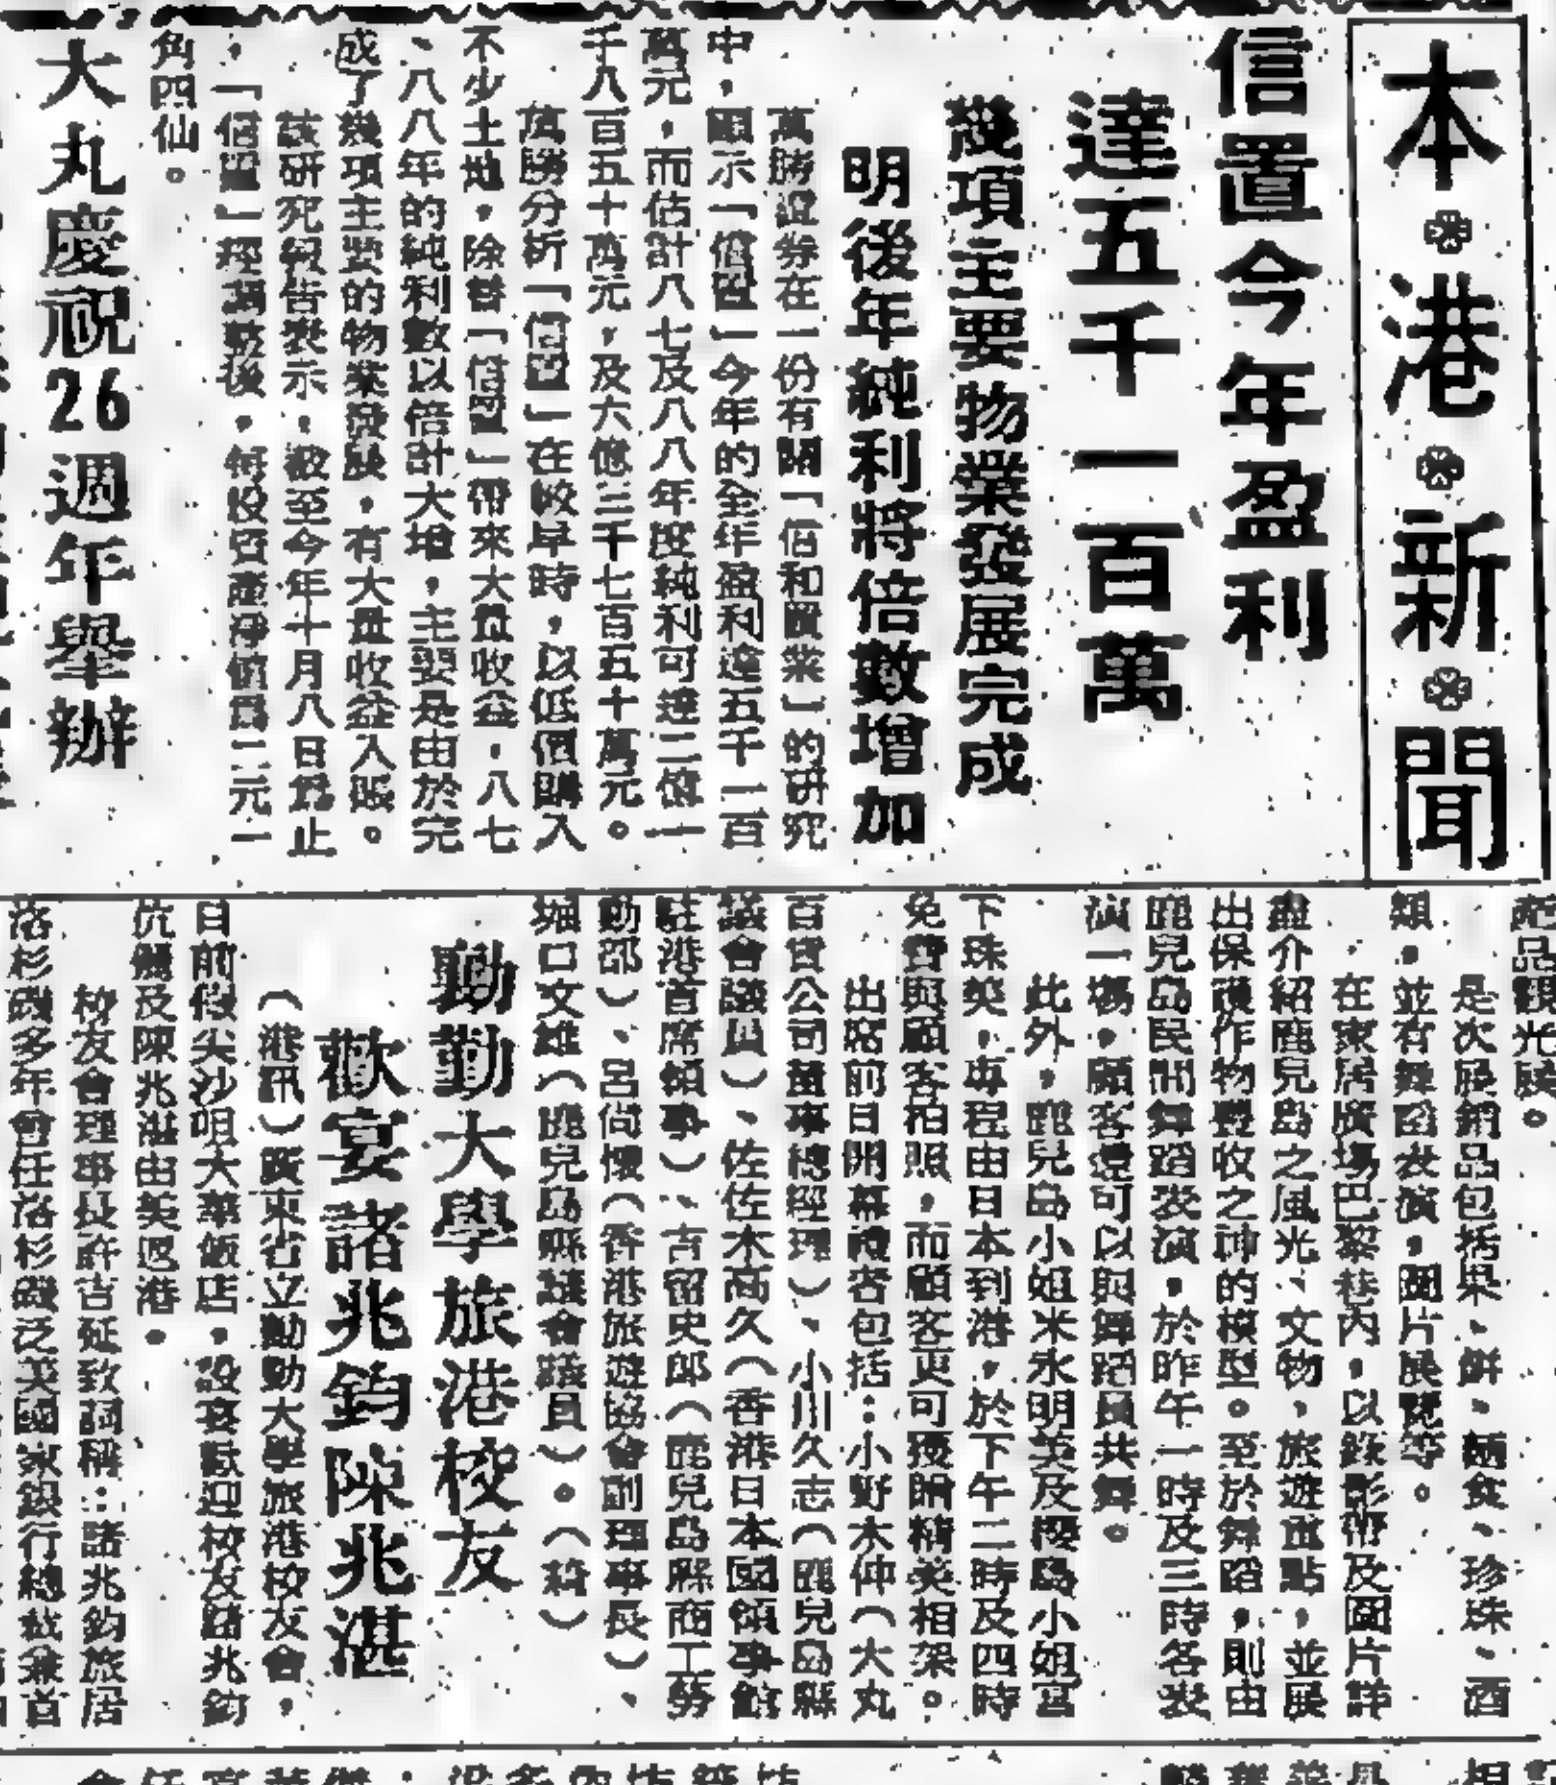 本港新聞
信置今年盈利
達五千一百萬
幾項主要物業發展完成
明後年純利將倍數增加
萬勝證券在一份有關「信和置業」的研究
中，顯示「信置」今年的全年盈利達五千一百
萬元，而估計八七及八八年度純利可達二億一
千八百五十萬元，及六億三千七百五十萬元。
萬勝分析「信置」在較早時，以低價購入
不少土地，除替「信置」帶來大量收益，八七
、八八年的純利數以倍計大增，主要是由於完
成了幾項主要的物業發展，有大量收益入賬。
該研究報告表示，截至今年十月八日為止
，「信置」經調整後，每股資產淨值為二元一
角四仙。
大丸慶祝26週年舉辦
產品觀光展。
是次展銷品包括果、餅、麵食、珍珠、酒
類，並有舞蹈表演，圖片展覽等。
在家居廣場巴黎巷內，以錄影帶及圖片詳
盡介紹鹿兒島之風光、文物、旅遊重點，並展
出保護作物豐收之神的模型。至於舞蹈，則由
鹿兒島民間舞蹈表演，於昨午一時及三時各表
演一場，顧客還可以與舞蹈員共舞。
此外，鹿兒島小姐米永明美及櫻島小姐宮
下珠美，專程由日本到港，於下午二時及四時
免費與顧客拍照，而顧客更可獲贈精美相架。
出席前日開幕禮客包括：小野木仲（大丸
百貨公司董事總經理）、小川久志（鹿兒島縣
議會議員）、佐佐木高久（香港日本國領事館
駐港首席領事）、吉留史郎（鹿兒島縣商工勞
動部）、呂尚懷（香港旅遊協會副理事長）、
堀口文雄（鹿兒島縣議會議員）。（莉）
勷勤大學旅港校友
歡宴諸兆鈞陳兆湛
（港訊）廣東省立勷勤大學旅港校友會，
日前假尖沙咀大華飯店，設宴歡迎校友諸兆鈞
伉儷及陳兆湛由美返港。
校友會理事長許吉延致詞稱：諸兆鈞旅居
洛杉磯多年會任洛杉磯泛美國家銀行總裁兼首